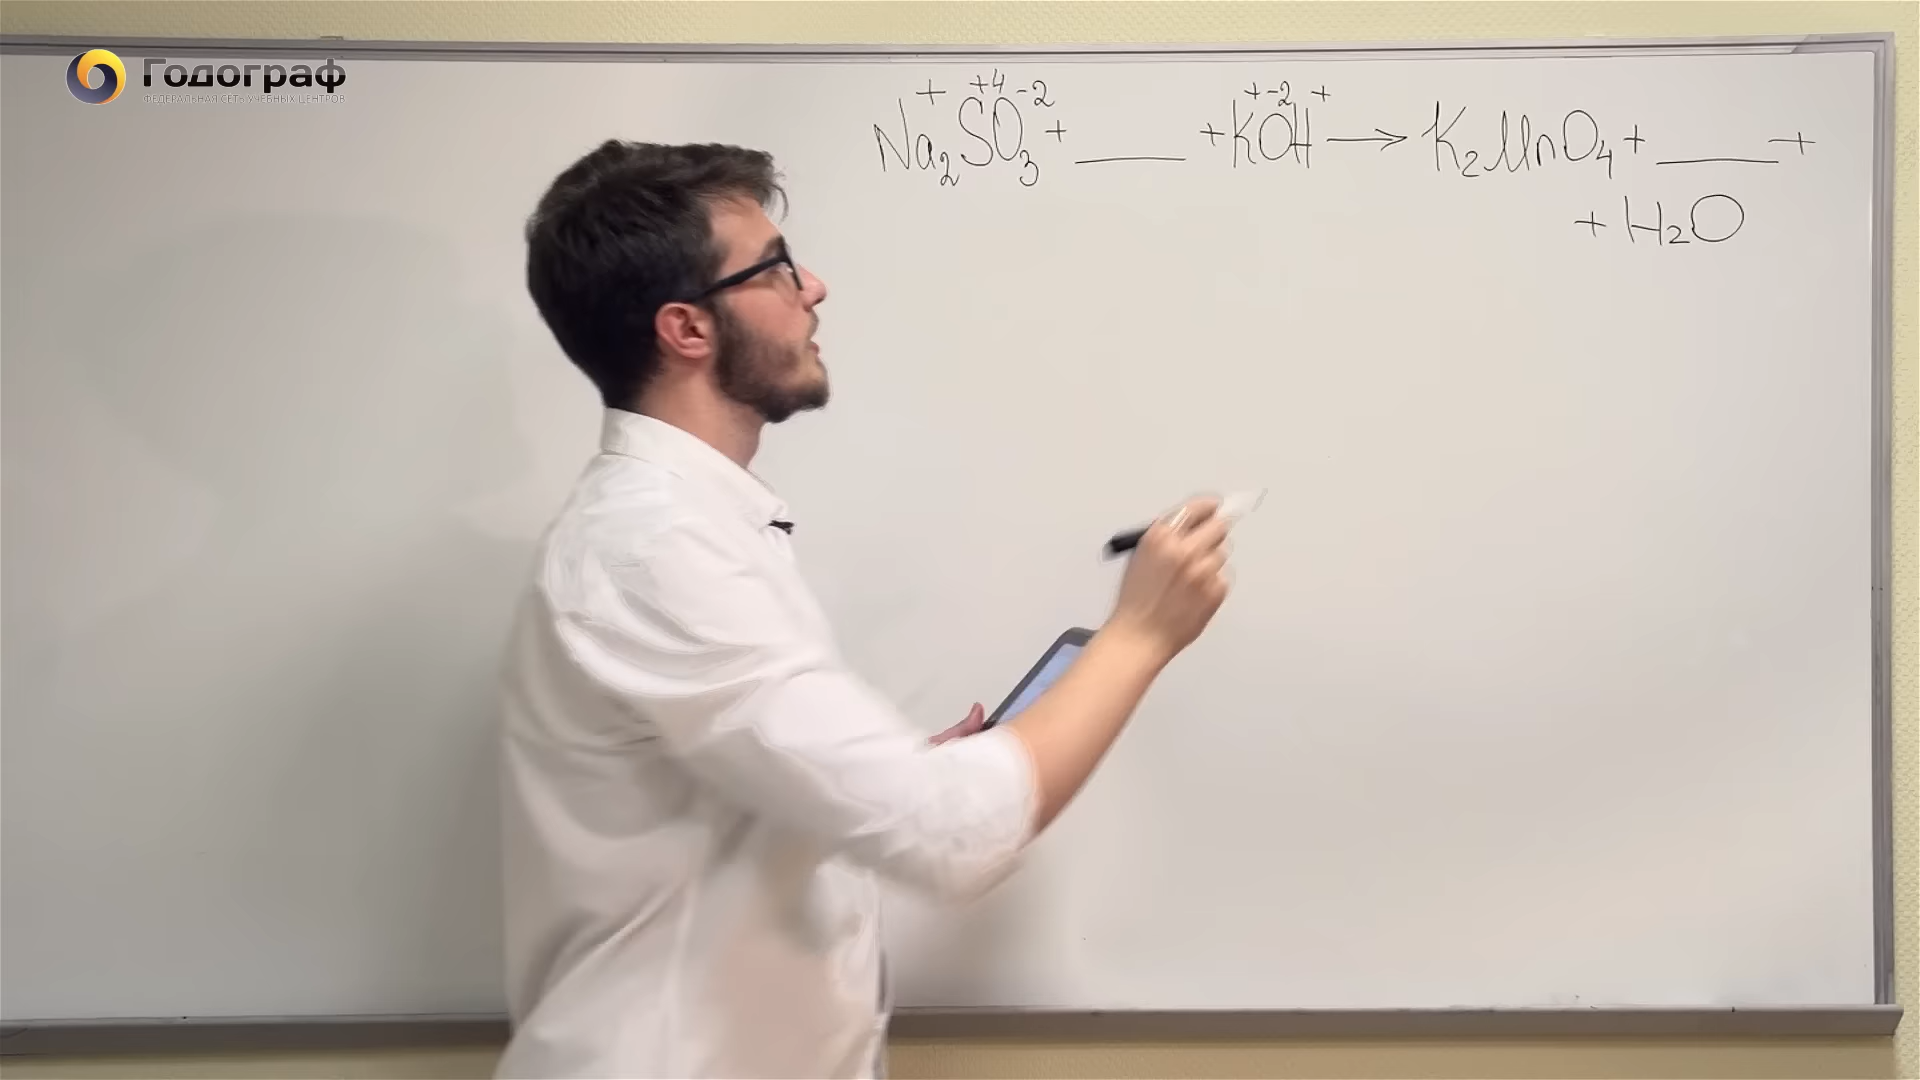 Годограф
ФЕДЕРАЛЬНАЯ СЕТЬ УЧЕБНЫХ ЦЕНТРОВ
+ +4 -2 + -2 +
Na₂SO₃ + ____ + KOH → K₂MnO₄ + ____ +
+ H₂O